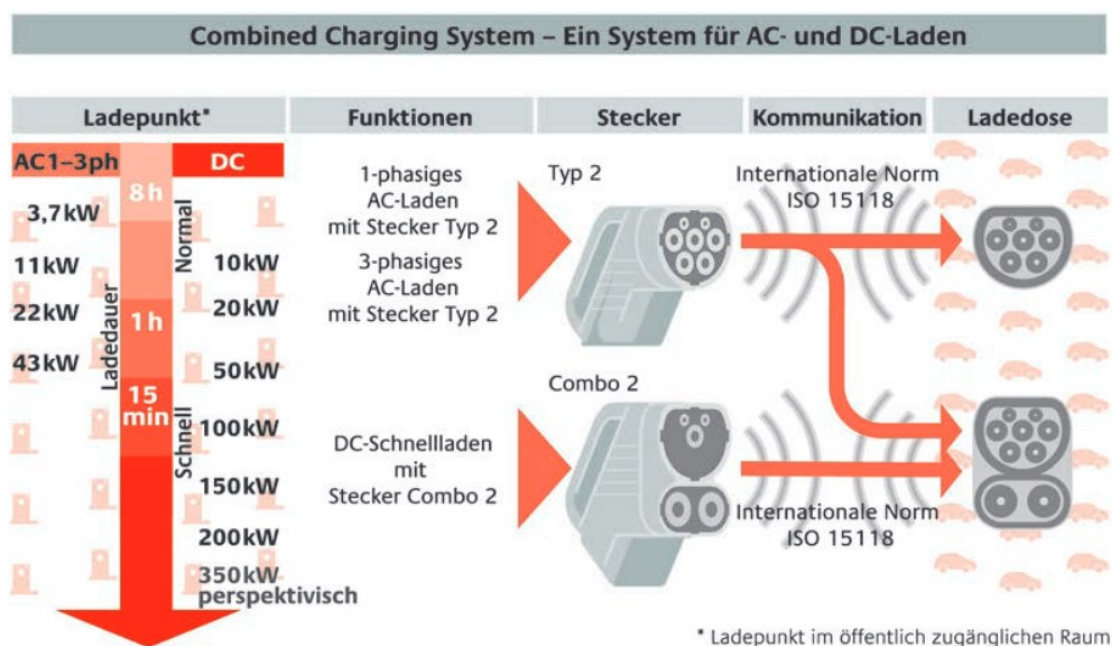 Combined Charging System – Ein System für AC- und DC-Laden
Ladepunkt*
Funktionen
Stecker
Kommunikation
Ladedose
AC1–3ph
DC
8h
3,7kW
11kW
22kW
43kW
Ladedauer
1h
15
min
Normal
Schnell
10kW
20kW
50kW
100kW
150kW
200kW
350kW
perspektivisch
1-phasiges
AC-Laden
mit Stecker Typ 2
3-phasiges
AC-Laden
mit Stecker Typ 2
DC-Schnellladen
mit
Stecker Combo 2
Typ 2
Combo 2
Internationale Norm
ISO 15118
Internationale Norm
ISO 15118
* Ladepunkt im öffentlich zugänglichen Raum